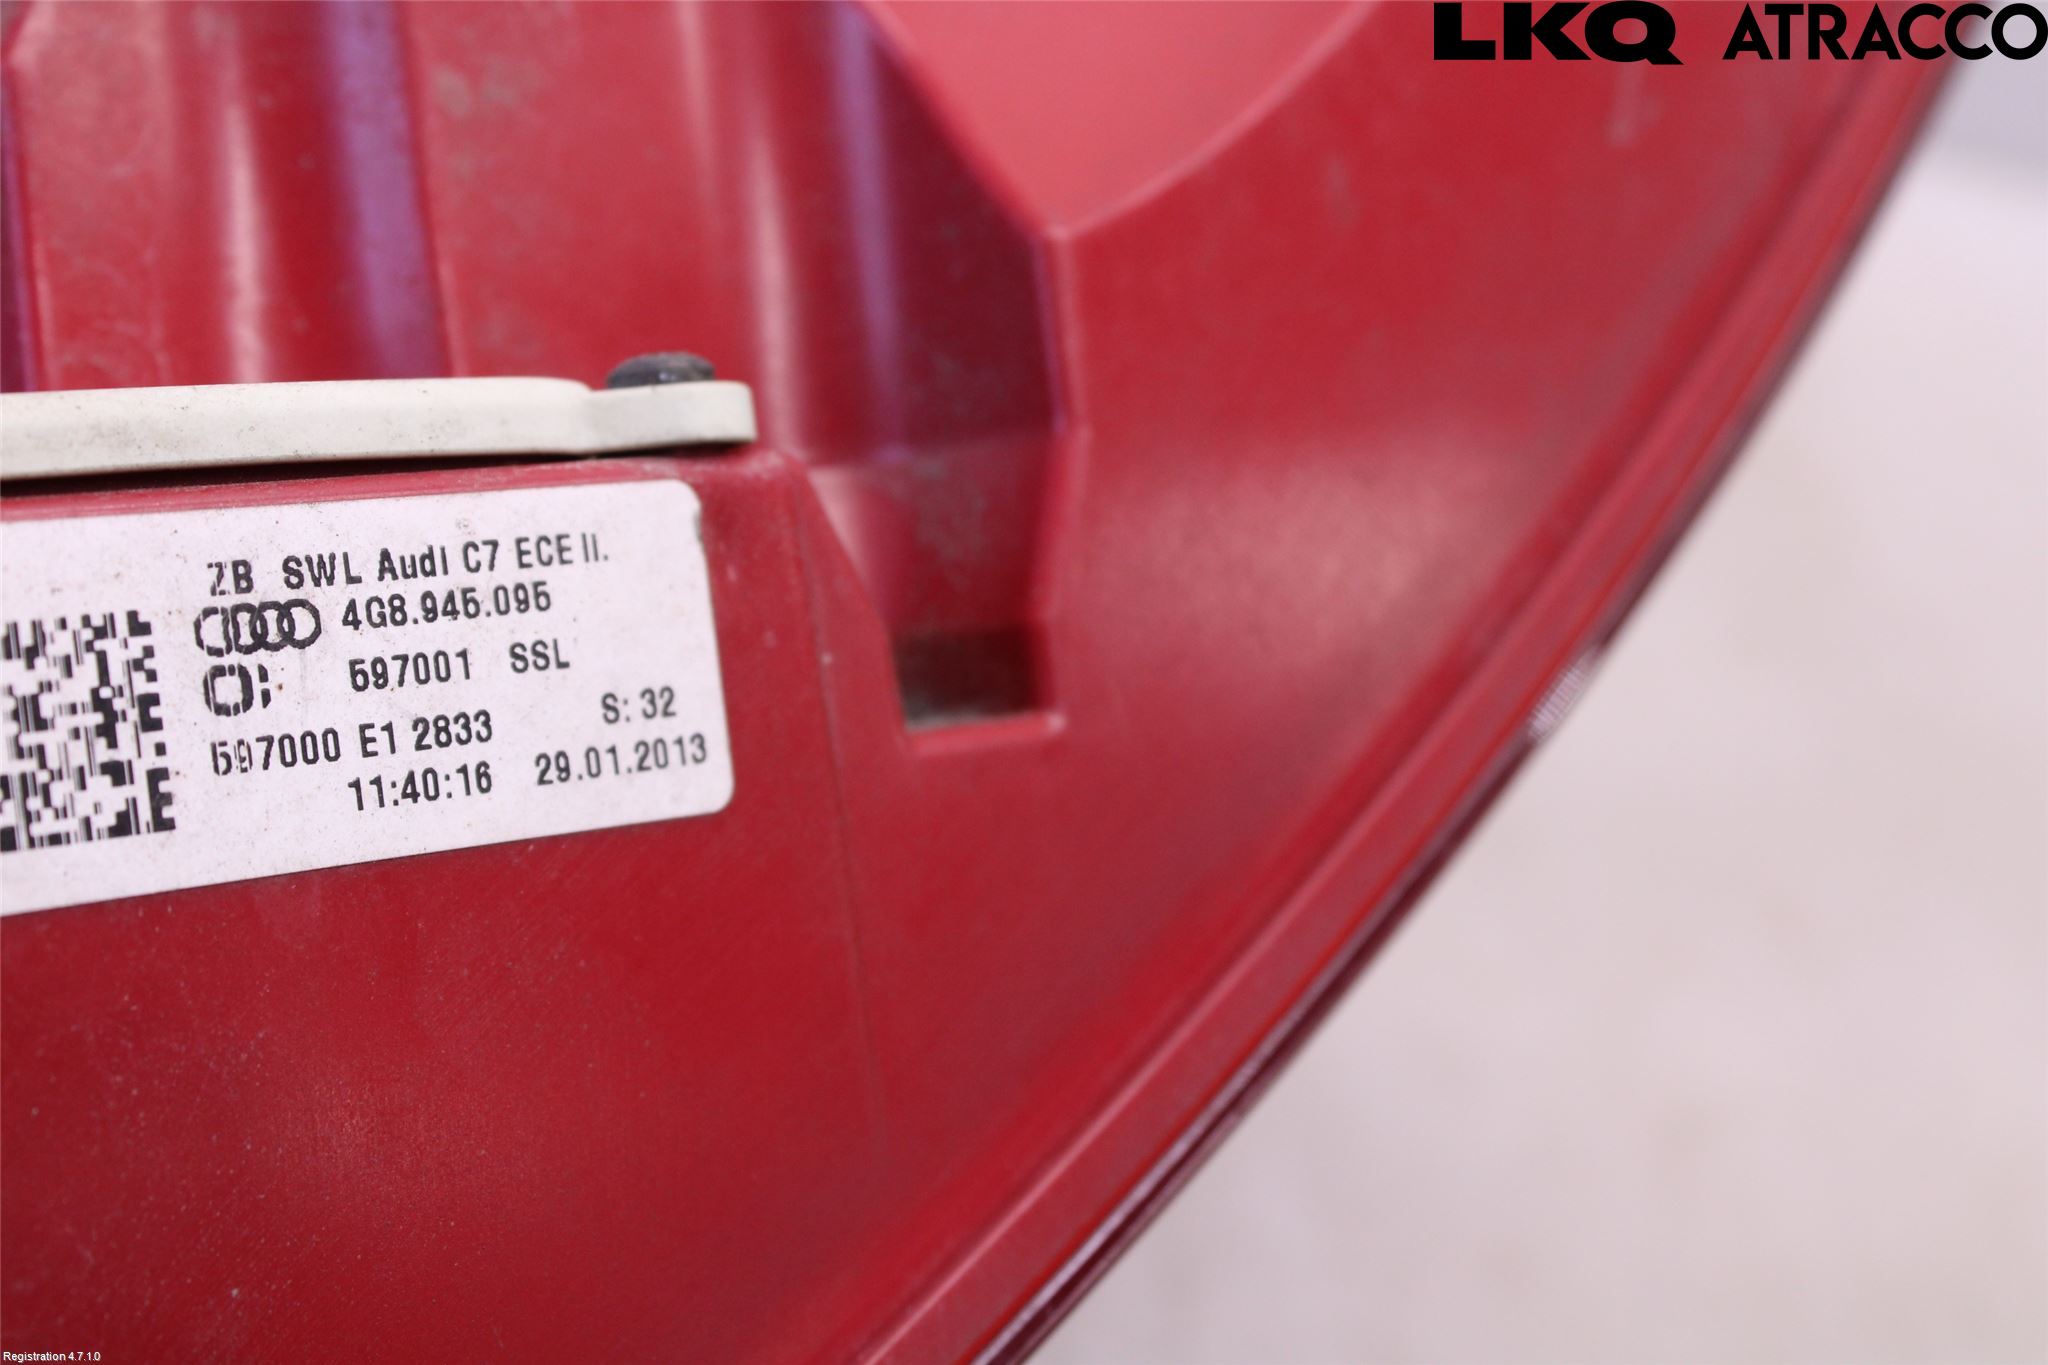 LKQ ATRACCO
ZB SWL Audi C7 ECE II.
4G8.945.095
597001 SSL
S: 32
597000 E1 2833
11:40:16 29.01.2013
E
Registration 4.7.1.0